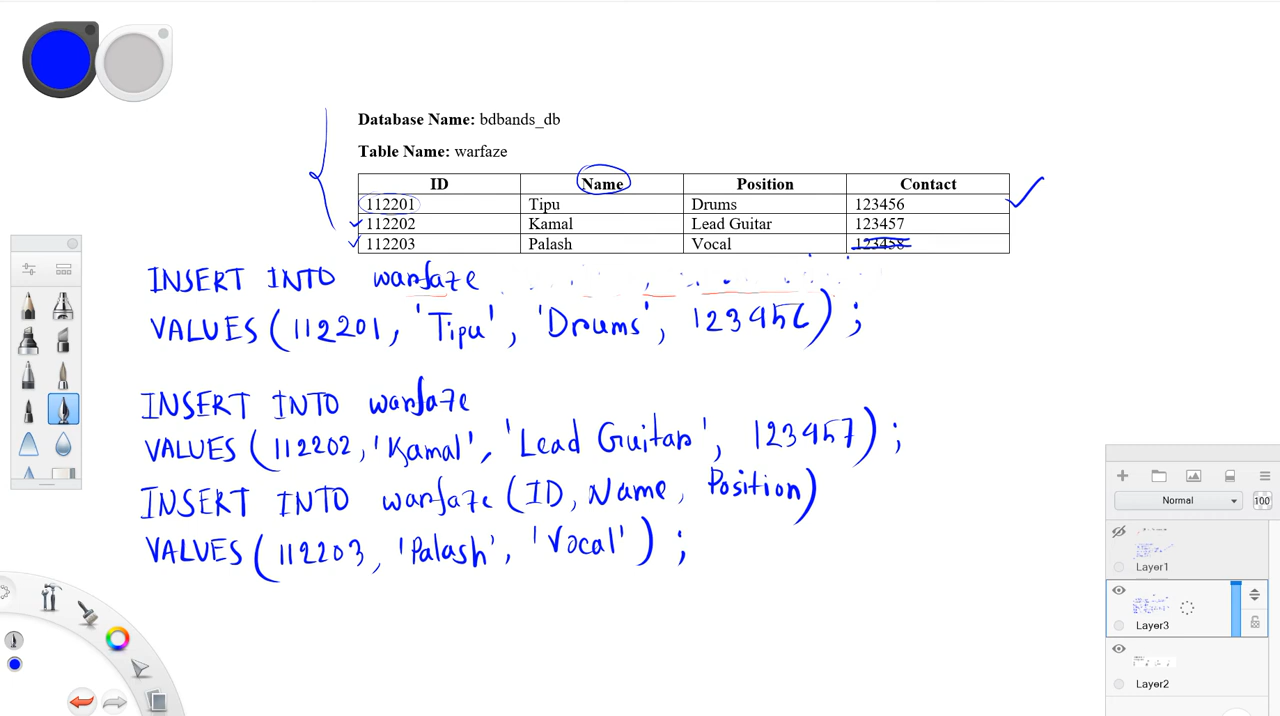 Database Name: bdbands_db
Table Name: warfaze
ID Name Position Contact
112201 Tipu Drums 123456
112202 Kamal Lead Guitar 123457
112203 Palash Vocal 123458
INSERT INTO warfaze
VALUES (112201, 'Tipu', 'Drums', 123456);
INSERT INTO warfaze
VALUES (112202, 'Kamal', 'Lead Guitar', 123457);
INSERT INTO warfaze (ID, Name, Position)
VALUES (112203, 'Palash', 'Vocal');
Normal 100
Layer1
Layer3
Layer2